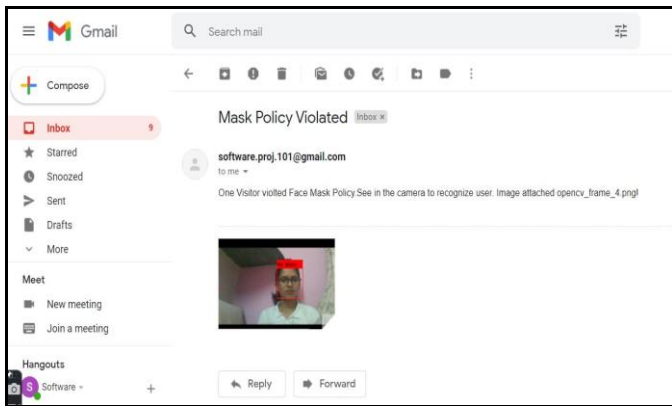 Gmail
Search mail
Compose
Mask Policy Violated Inbox x
Inbox 9
software.proj.101@gmail.com
Starred
to me
Snoozed
One Visitor violted Face Mask Policy See in the camera to recognize user. Image attached opencv_frame_4.png!
Sent
Drafts
More
Meet
New meeting
Join a meeting
Hangouts
S Software +
Reply
Forward